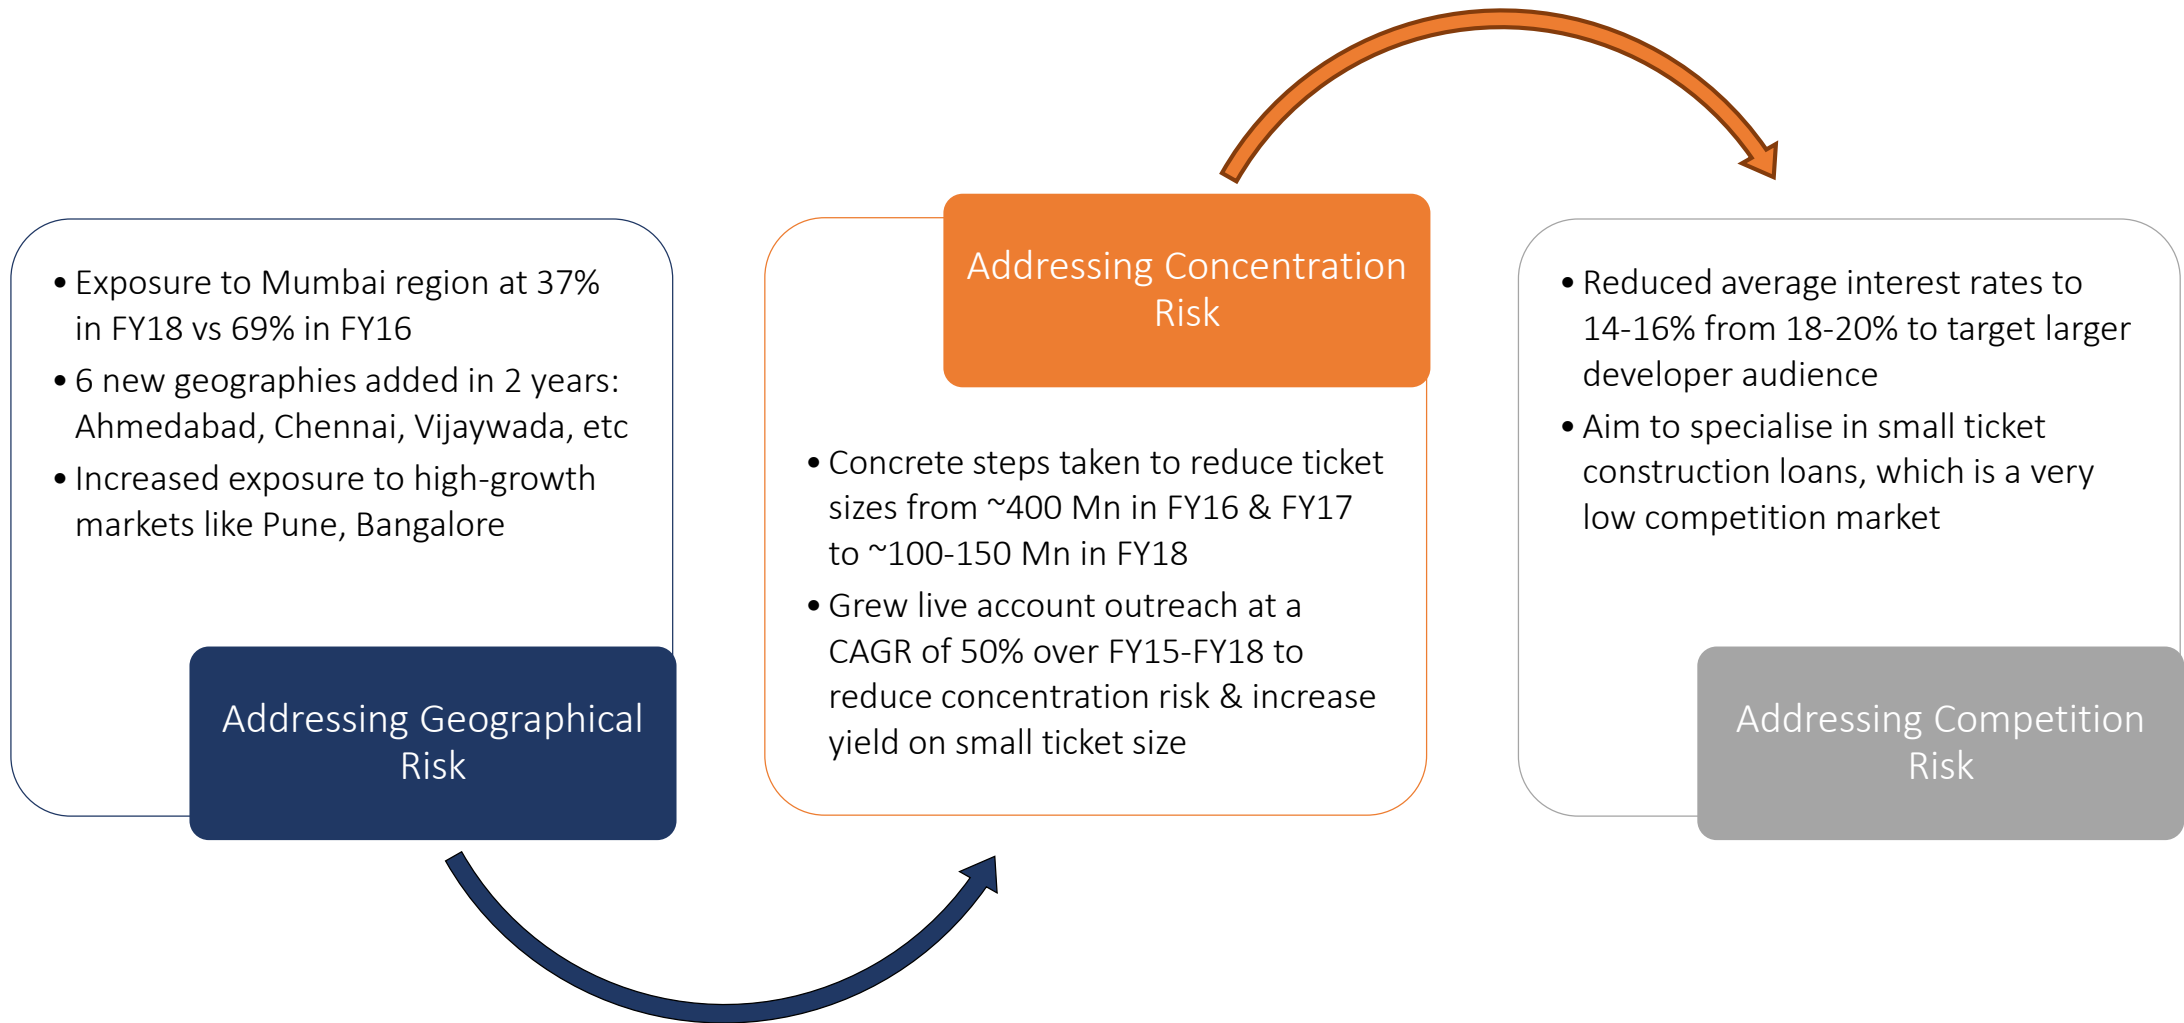 • Exposure to Mumbai region at 37%
in FY18 vs 69% in FY16
• 6 new geographies added in 2 years:
Ahmedabad, Chennai, Vijaywada, etc
• Increased exposure to high-growth
markets like Pune, Bangalore
Addressing Geographical
Risk
Addressing Concentration
Risk
• Concrete steps taken to reduce ticket
sizes from ~400 Mn in FY16 & FY17
to ~100-150 Mn in FY18
• Grew live account outreach at a
CAGR of 50% over FY15-FY18 to
reduce concentration risk & increase
yield on small ticket size
• Reduced average interest rates to
14-16% from 18-20% to target larger
developer audience
• Aim to specialise in small ticket
construction loans, which is a very
low competition market
Addressing Competition
Risk